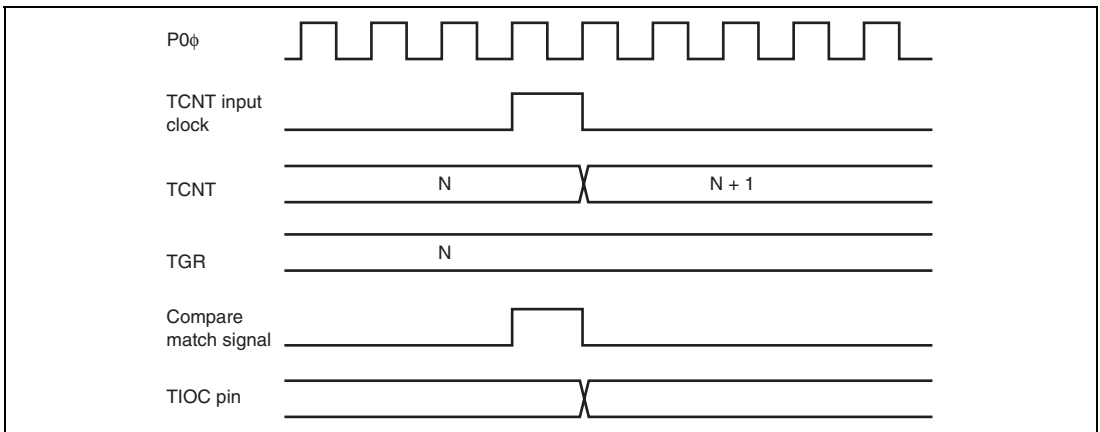 P0ϕ
TCNT input
clock
TCNT
N
N + 1
TGR
N
Compare
match signal
TIOC pin